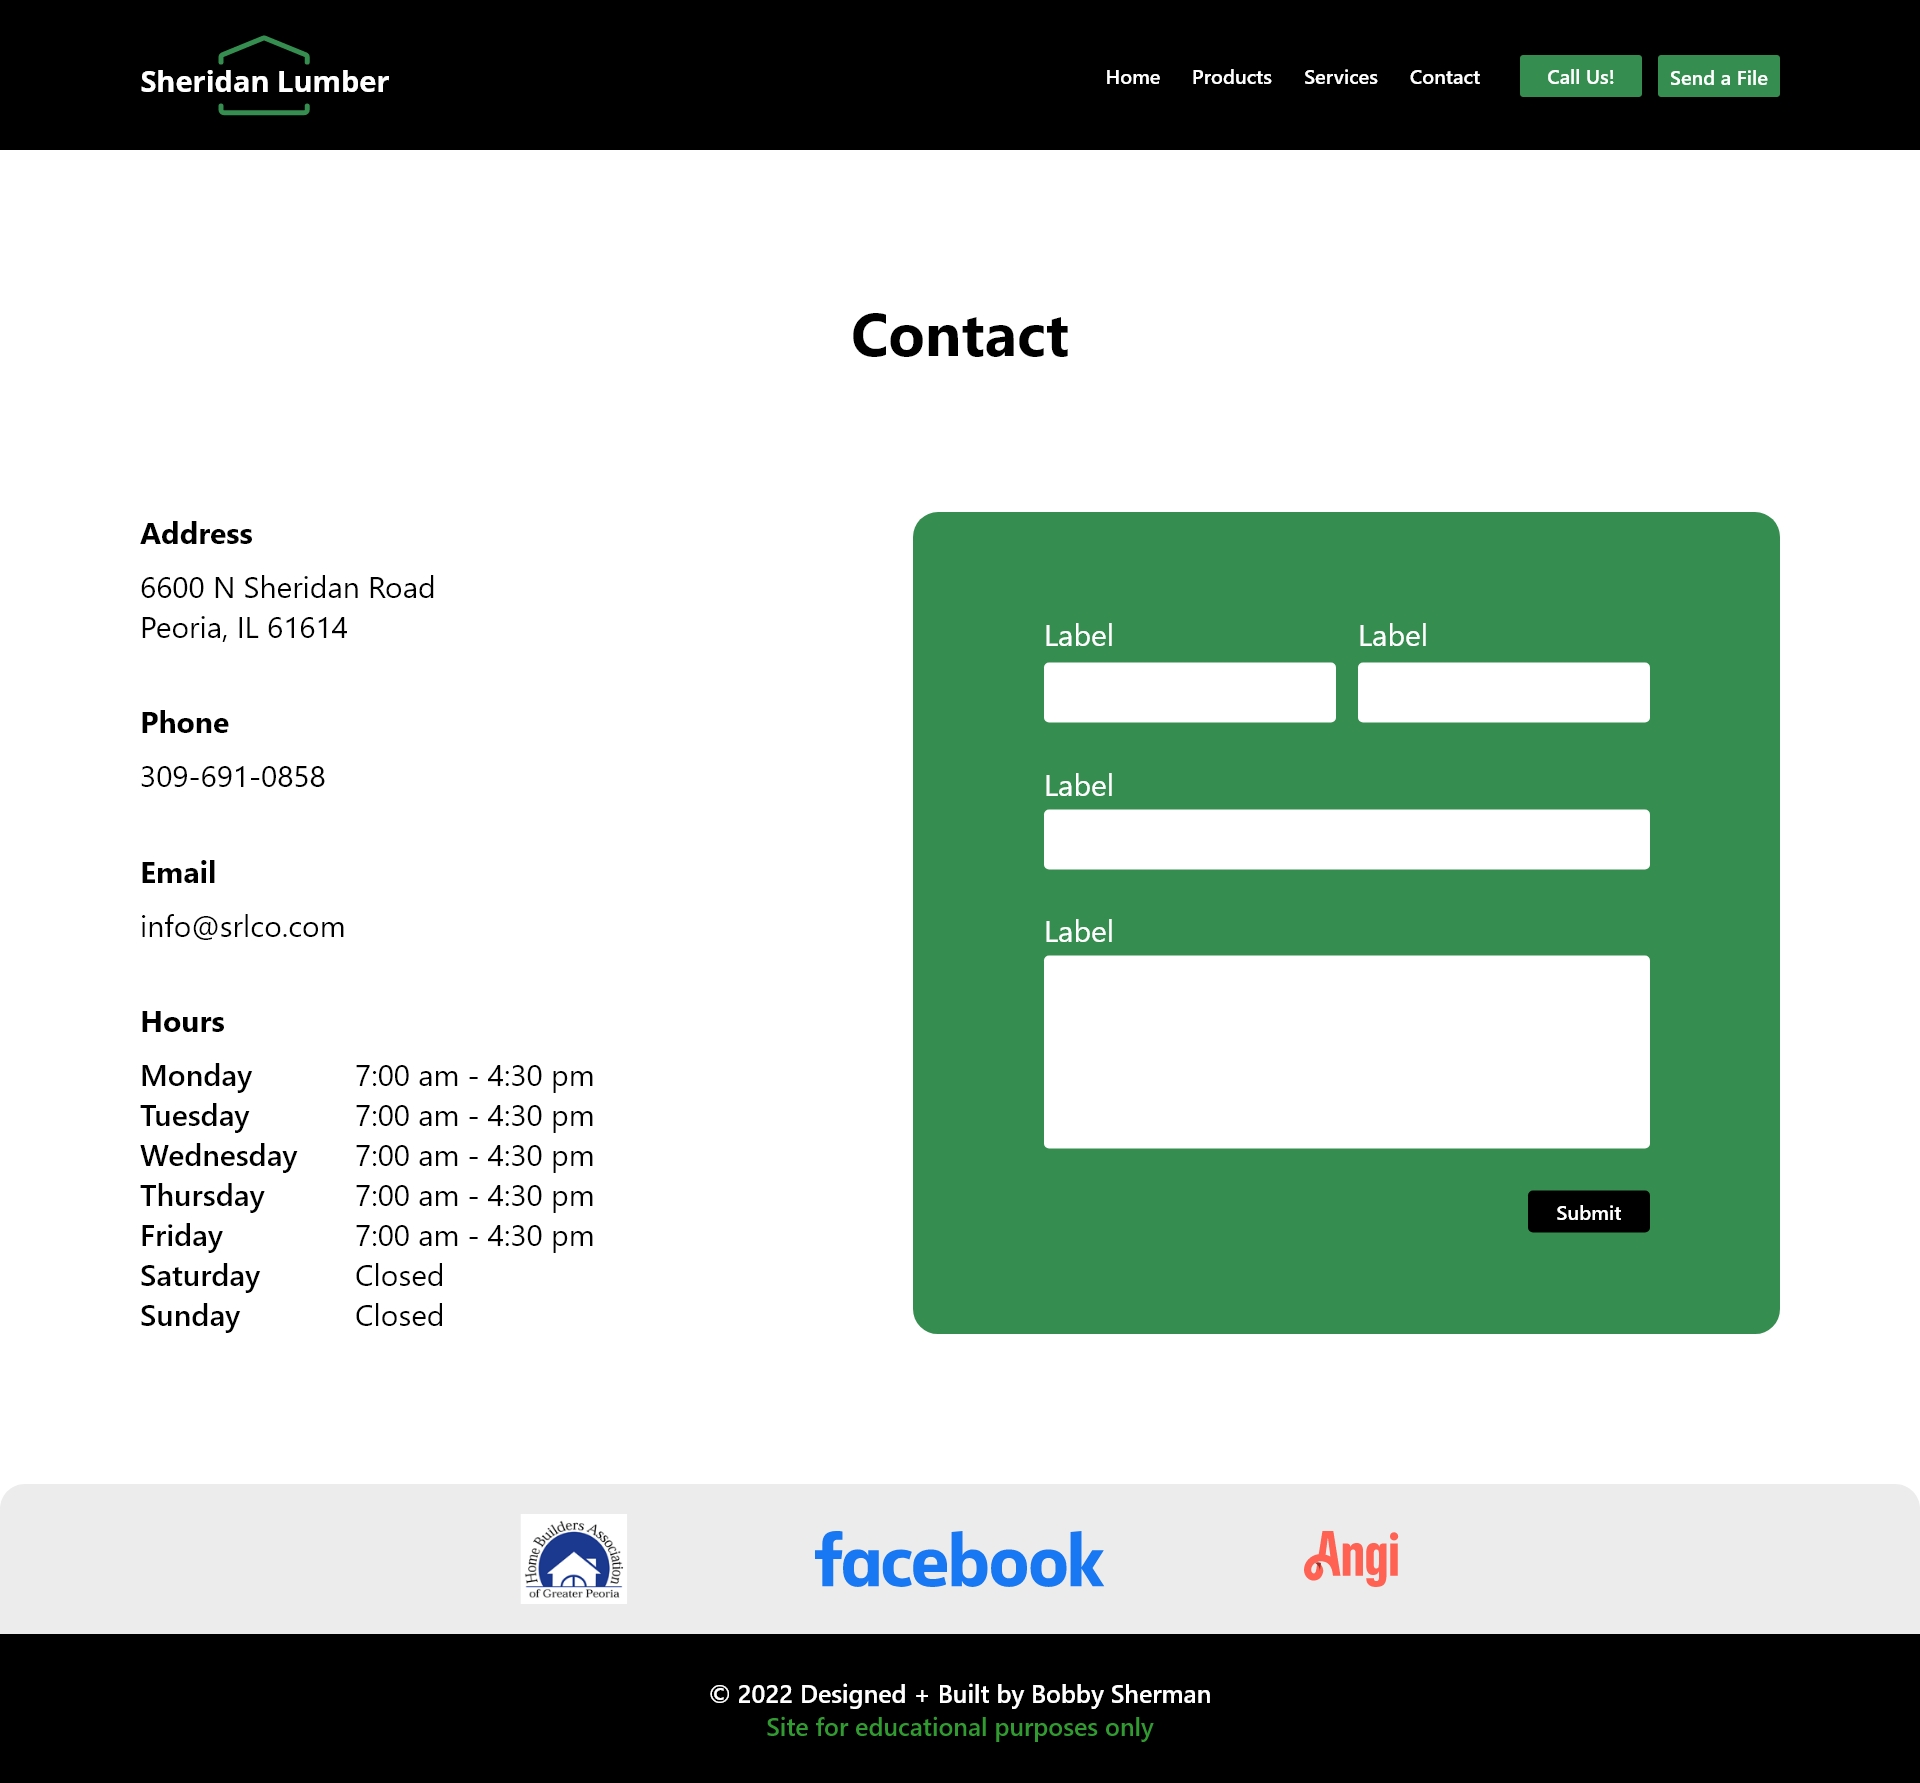 Sheridan Lumber
Home Products Services Contact Call Us! Send a File
Contact
Address
6600 N Sheridan Road
Peoria, IL 61614
Phone
309-691-0858
Email
info@srlco.com
Hours
Monday 7:00 am - 4:30 pm
Tuesday 7:00 am - 4:30 pm
Wednesday 7:00 am - 4:30 pm
Thursday 7:00 am - 4:30 pm
Friday 7:00 am - 4:30 pm
Saturday Closed
Sunday Closed
Label Label
Label
Label
Submit
Home Builders Association
of Greater Peoria
facebook
Angi
© 2022 Designed + Built by Bobby Sherman
Site for educational purposes only